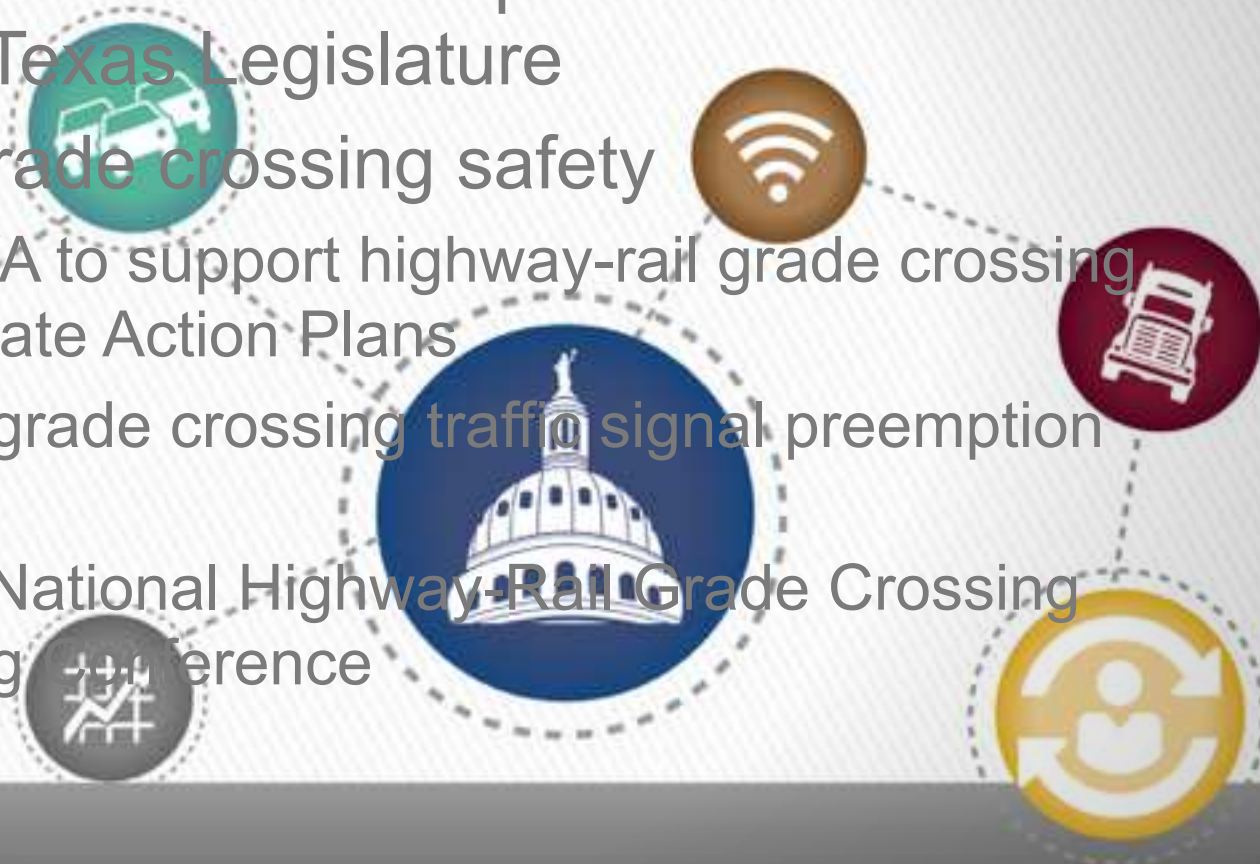 Texas Legislature
rade crossing safety
A to support highway-rail grade crossing
ate Action Plans
grade crossing traffic signal preemption
National Highway-Rail Grade Crossing
g Conference